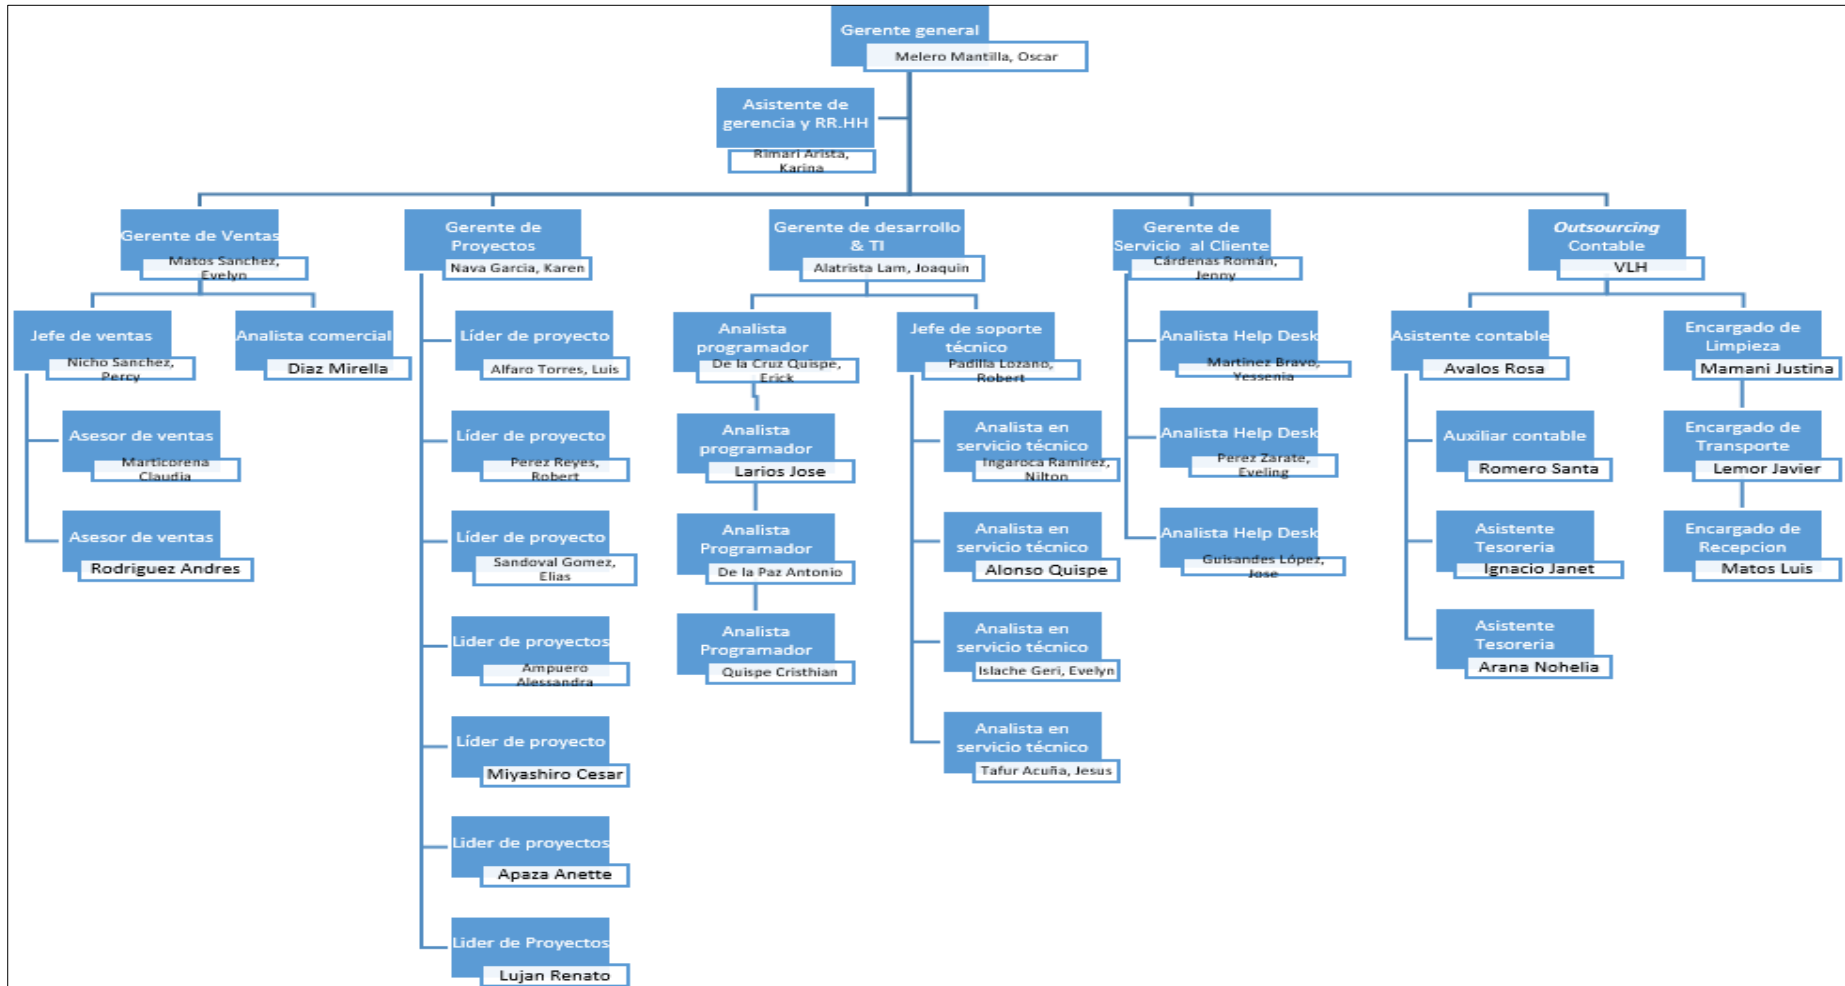 Gerente general
Melero Mantilla, Oscar
Asistente de
gerencia y RR.HH
Rimari Arista,
Karina
Gerente de Ventas
Matos Sanchez,
Evelyn
Jefe de ventas
Nicho Sanchez,
Percy
Asesor de ventas
Marticorena
Claudia
Asesor de ventas
Rodriguez Andres
Analista comercial
Diaz Mirella
Gerente de
Proyectos
Nava Garcia, Karen
Líder de proyecto
Alfaro Torres, Luis
Líder de proyecto
Perez Reyes,
Robert
Líder de proyecto
Sandoval Gomez,
Elias
Lider de proyectos
Ampuero
Alessandra
Líder de proyecto
Miyashiro Cesar
Lider de proyectos
Apaza Anette
Lider de Proyectos
Lujan Renato
Gerente de desarrollo
& TI
Alatrista Lam, Joaquin
Analista
programador
De la Cruz Quispe,
Erick
Analista
programador
Larios Jose
Analista
Programador
De la Paz Antonio
Analista
Programador
Quispe Cristhian
Jefe de soporte
técnico
Padilla Lozano,
Robert
Analista en
servicio técnico
Ingaroca Ramirez,
Nilton
Analista en
servicio técnico
Alonso Quispe
Analista en
servicio técnico
Islache Geri, Evelyn
Analista en
servicio técnico
Tafur Acuña, Jesus
Gerente de
Servicio al Cliente
Cárdenas Román,
Jenny
Analista Help Desk
Martinez Bravo,
Yessenia
Analista Help Desk
Perez Zarate,
Eveling
Analista Help Desk
Guisandes López,
Jose
Outsourcing
Contable
VLH
Asistente contable
Avalos Rosa
Auxiliar contable
Romero Santa
Asistente
Tesoreria
Ignacio Janet
Asistente
Tesoreria
Arana Nohelia
Encargado de
Limpieza
Mamani Justina
Encargado de
Transporte
Lemor Javier
Encargado de
Recepcion
Matos Luis